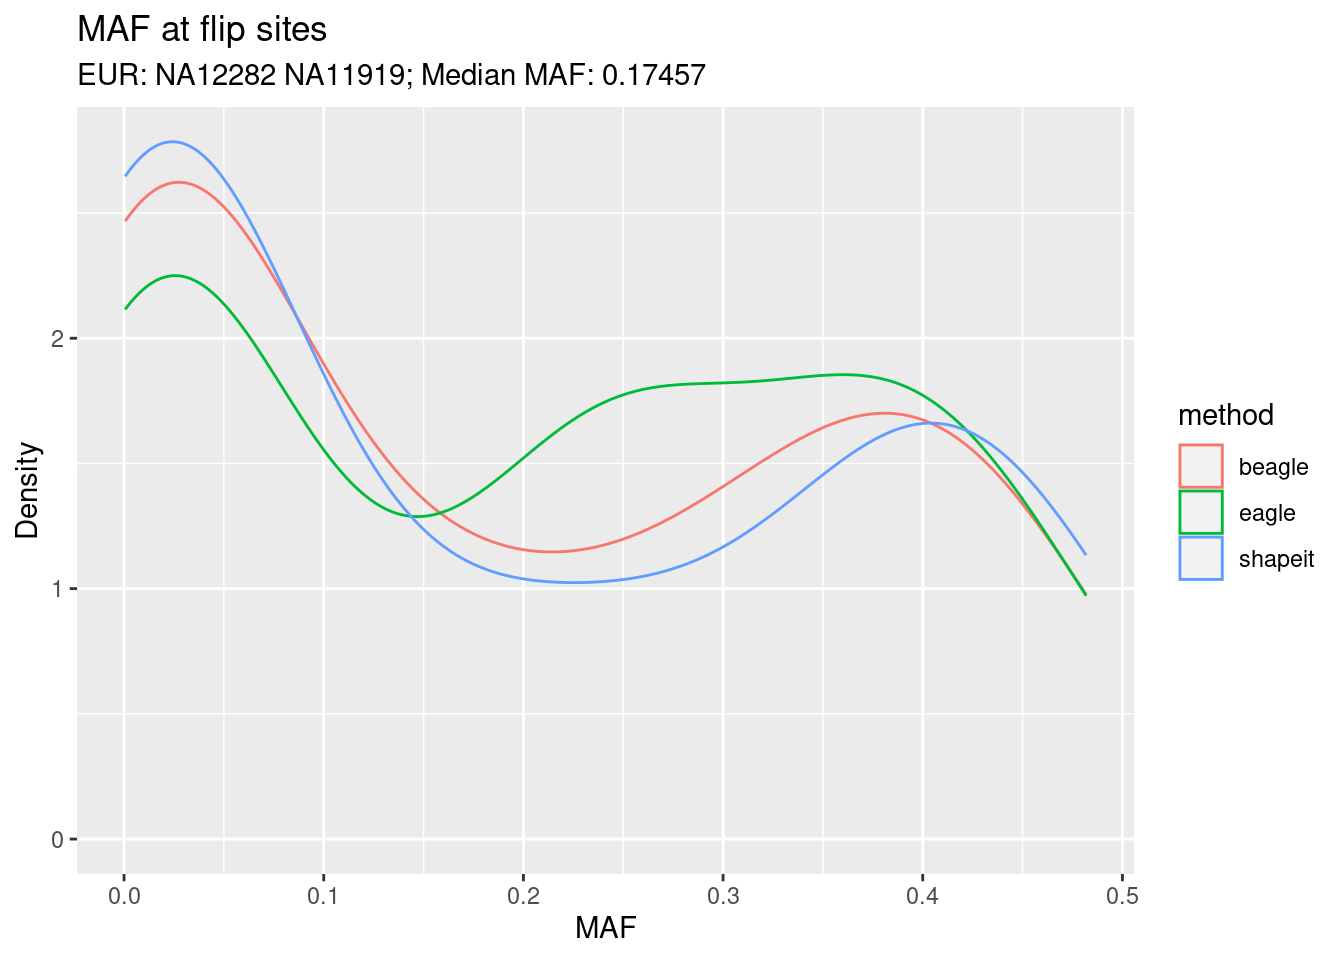 MAF at flip sites
EUR: NA12282 NA11919; Median MAF: 0.17457
Density
2
1
0
0.0 0.1 0.2 0.3 0.4 0.5
MAF
method
beagle
eagle
shapeit